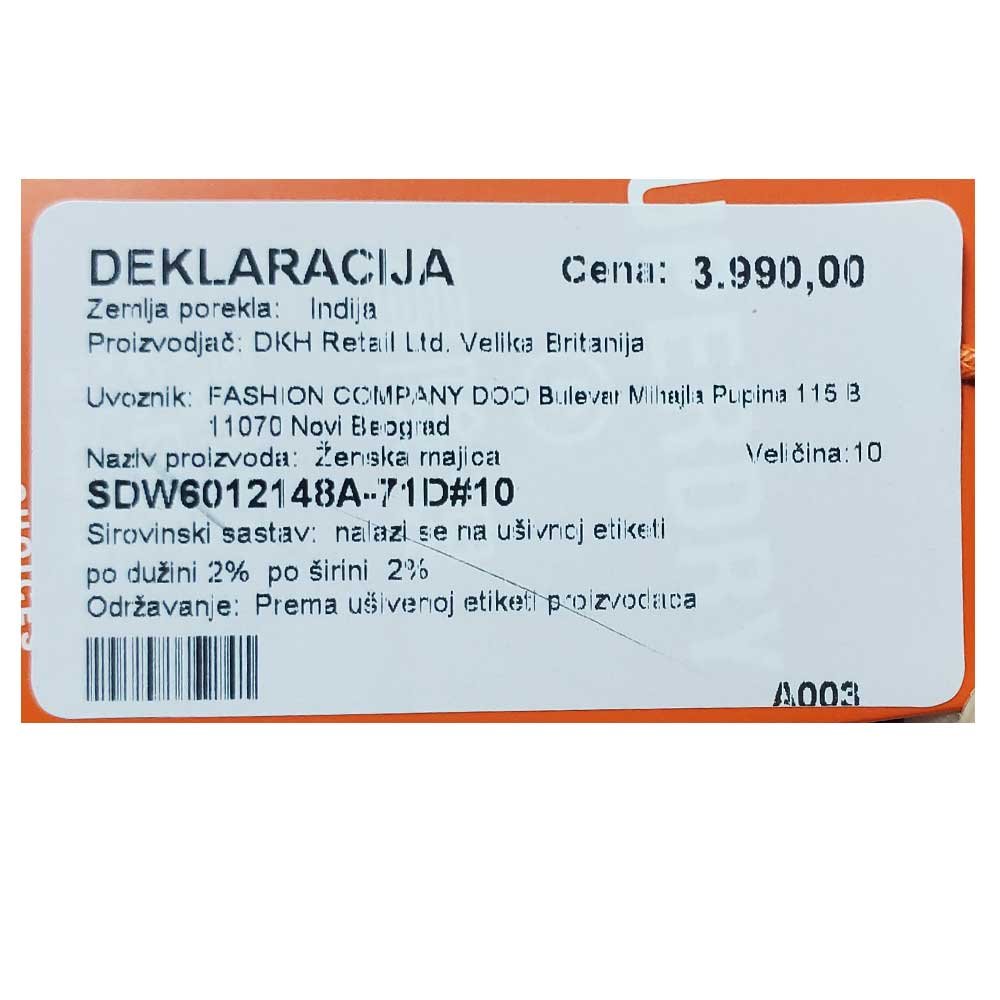 DEKLARACIJA Cena: 3.990,00
Zemlja porekla: Indija
Proizvodjač: DKH Retail Ltd. Velika Britanija
Uvoznik: FASHION COMPANY DOO Bulevar Mihajla Pupina 115 B
11070 Novi Beograd
Naziv proizvoda: Ženska majica Veličina:10
SDW6012148A-71D#10
Sirovinski sastav: nalazi se na ušivnoj etiketi
po dužini 2% po širini 2%
Održavanje: Prema ušivenoj etiketi proizvodaca
A003